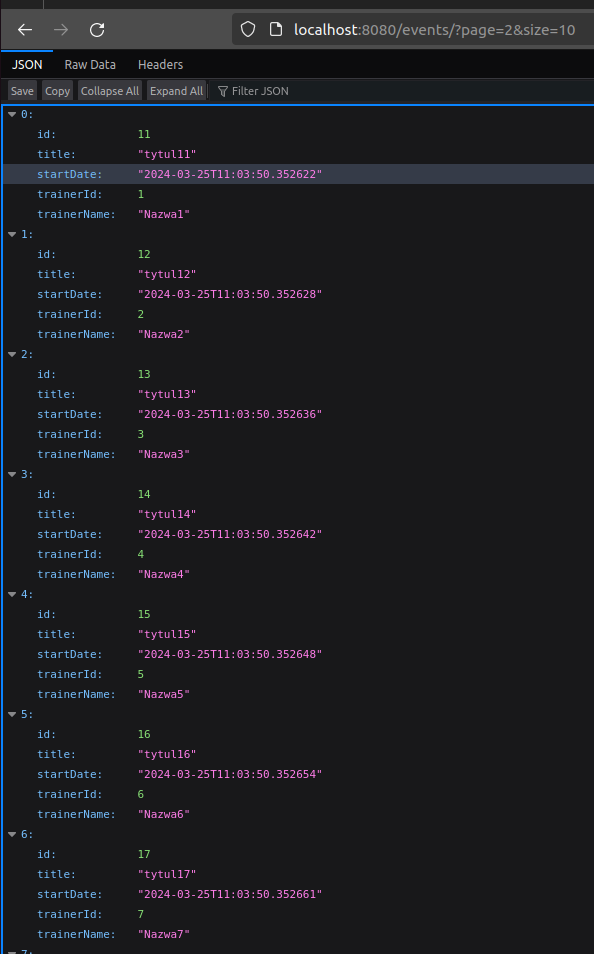 localhost:8080/events/?page=2&size=10
JSON Raw Data Headers
Save Copy Collapse All Expand All Filter JSON
0:
id: 11
title: "tytul11"
startDate: "2024-03-25T11:03:50.352622"
trainerId: 1
trainerName: "Nazwa1"
1:
id: 12
title: "tytul12"
startDate: "2024-03-25T11:03:50.352628"
trainerId: 2
trainerName: "Nazwa2"
2:
id: 13
title: "tytul13"
startDate: "2024-03-25T11:03:50.352636"
trainerId: 3
trainerName: "Nazwa3"
3:
id: 14
title: "tytul14"
startDate: "2024-03-25T11:03:50.352642"
trainerId: 4
trainerName: "Nazwa4"
4:
id: 15
title: "tytul15"
startDate: "2024-03-25T11:03:50.352648"
trainerId: 5
trainerName: "Nazwa5"
5:
id: 16
title: "tytul16"
startDate: "2024-03-25T11:03:50.352654"
trainerId: 6
trainerName: "Nazwa6"
6:
id: 17
title: "tytul17"
startDate: "2024-03-25T11:03:50.352661"
trainerId: 7
trainerName: "Nazwa7"
7: